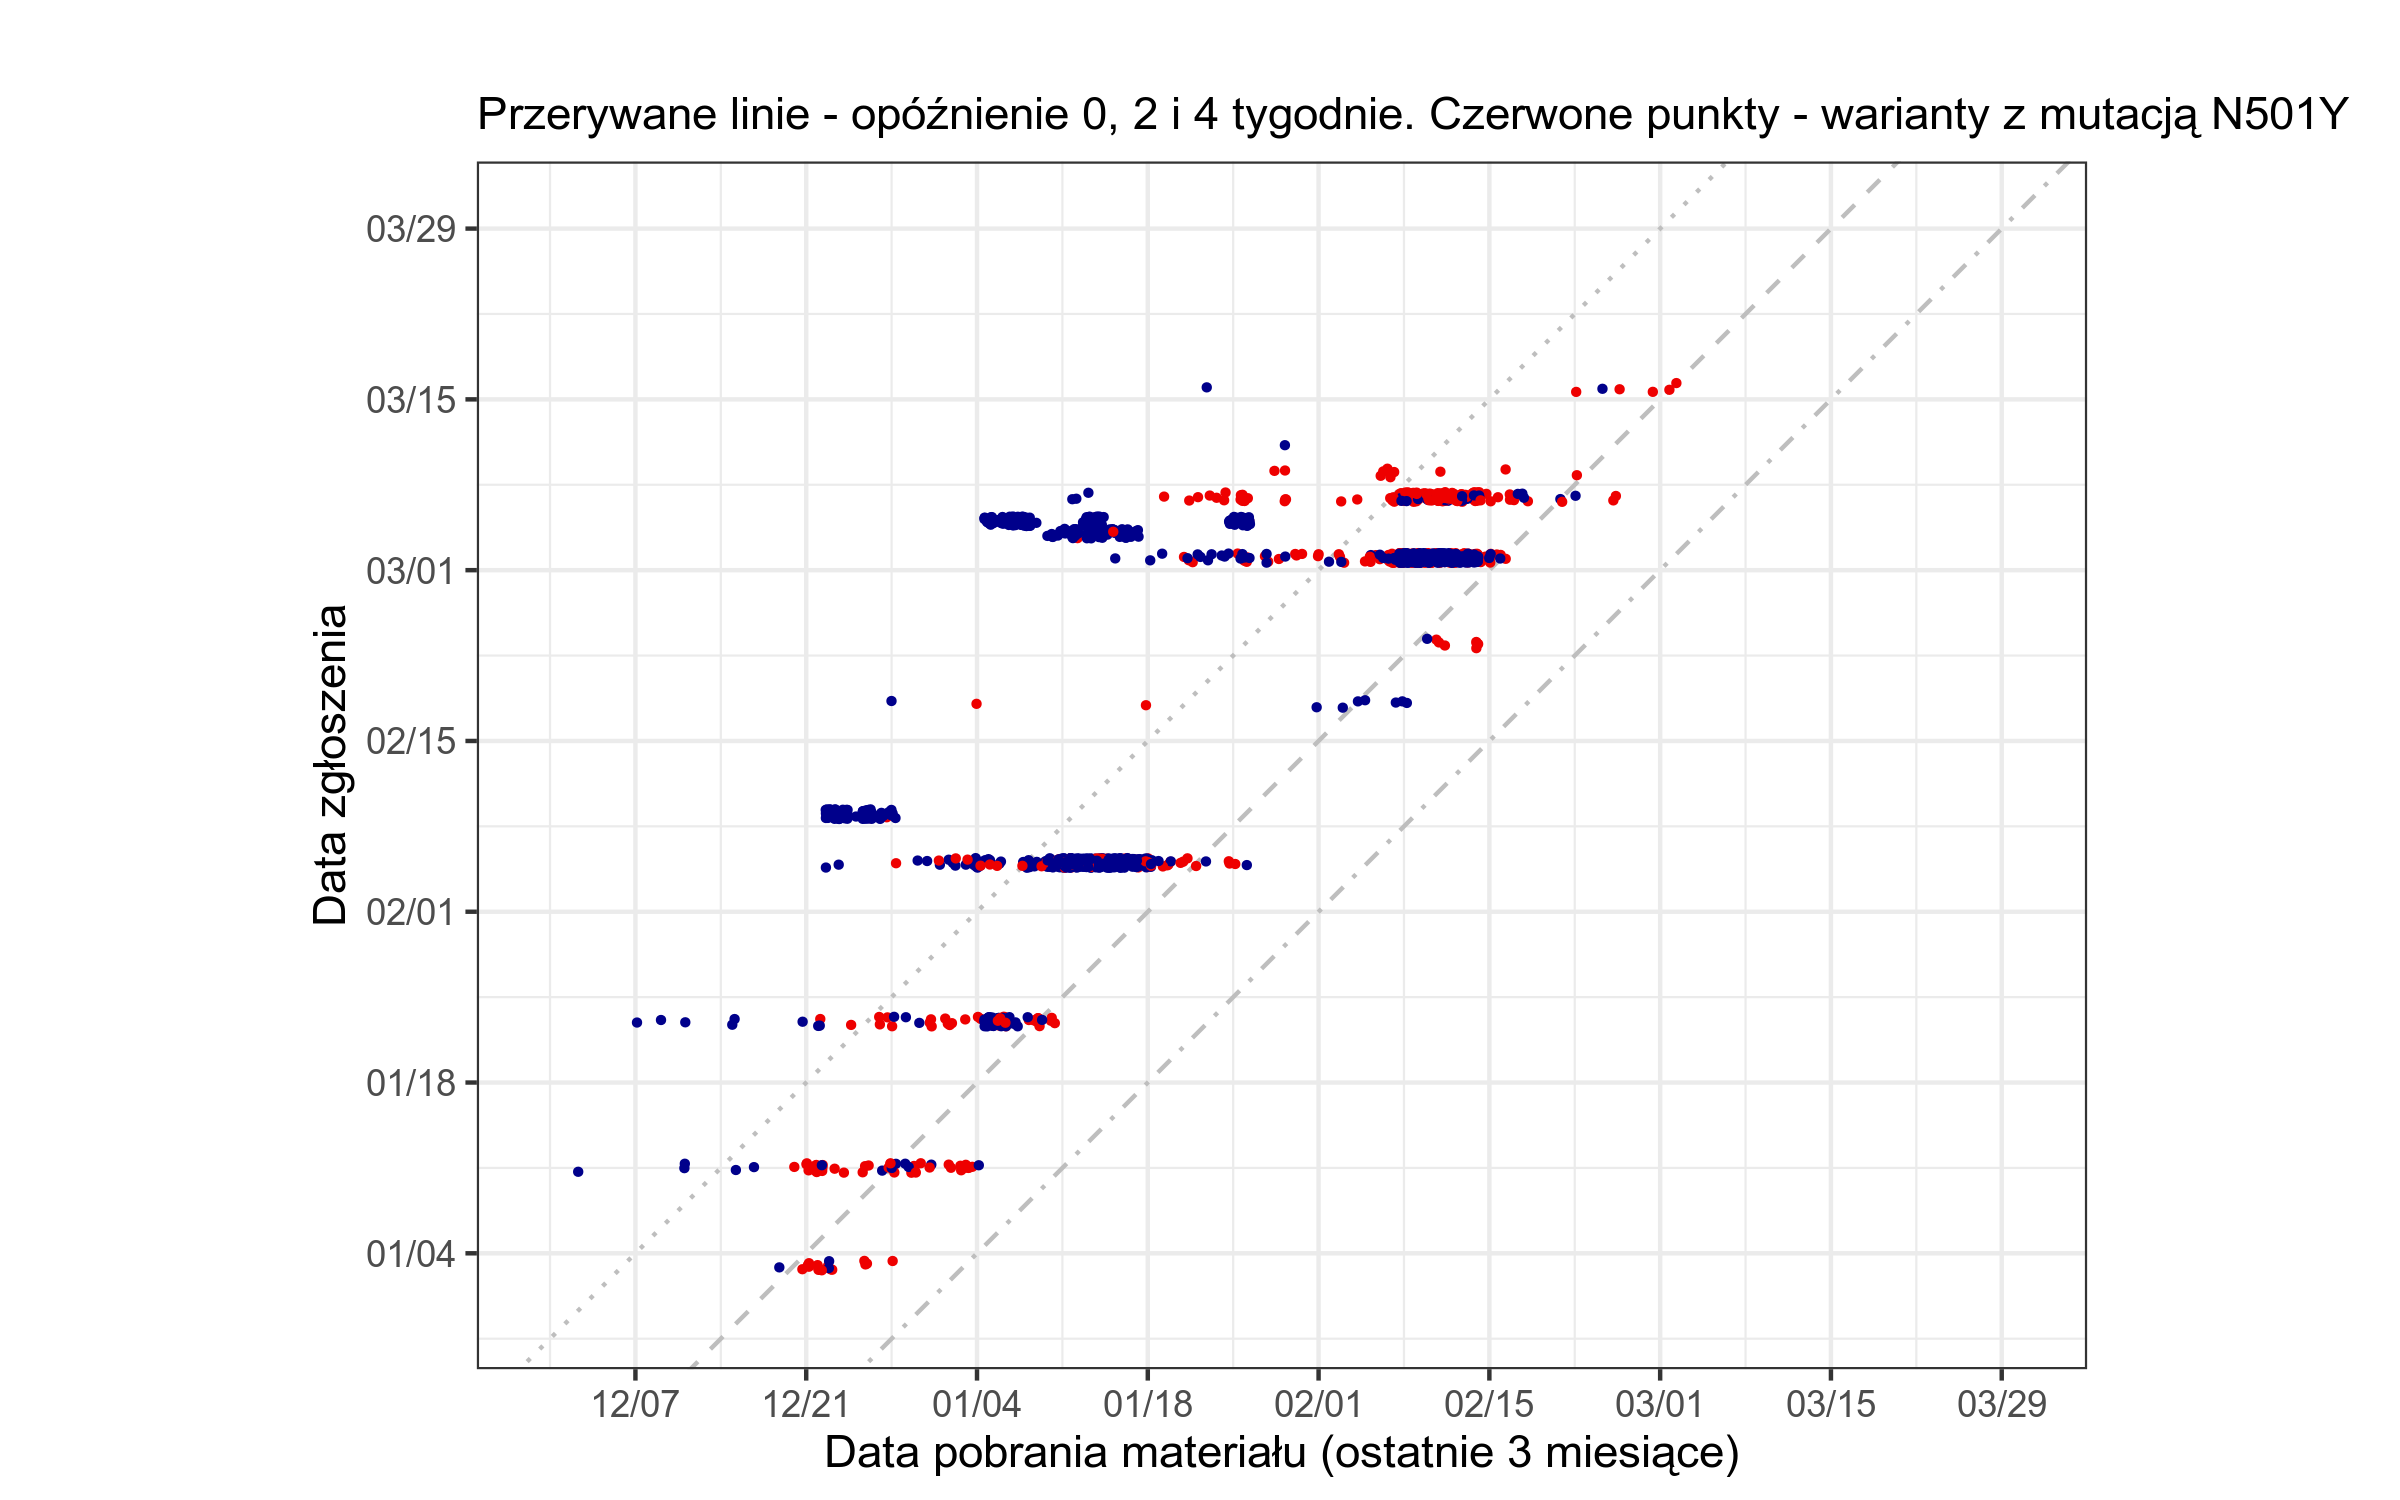 Przerywane linie - opóźnienie 0, 2 i 4 tygodnie. Czerwone punkty - warianty z mutacją N501Y
03/29
03/15
03/01
02/15
02/01
01/18
01/04
Data zgłoszenia
12/07 12/21 01/04 01/18 02/01 02/15 03/01 03/15 03/29
Data pobrania materiału (ostatnie 3 miesiące)